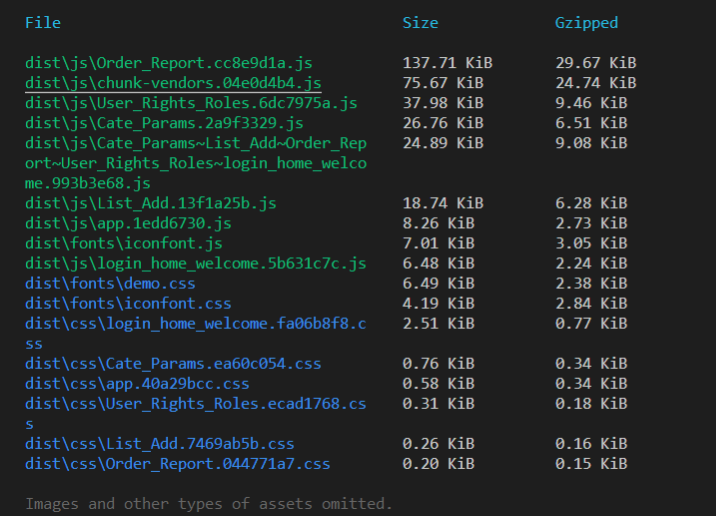 File Size Gzipped
dist\js\Order_Report.cc8e9d1a.js 137.71 KiB 29.67 KiB
dist\js\chunk-vendors.04e0d4b4.js 75.67 KiB 24.74 KiB
dist\js\User_Rights_Roles.6dc7975a.js 37.98 KiB 9.46 KiB
dist\js\Cate_Params.2a9f3329.js 26.76 KiB 6.51 KiB
dist\js\Cate_Params~List_Add~Order_Rep 24.89 KiB 9.08 KiB
ort~User_Rights_Roles~login_home_welco
me.993b3e68.js
dist\js\List_Add.13f1a25b.js 18.74 KiB 6.28 KiB
dist\js\app.1edd6730.js 8.26 KiB 2.73 KiB
dist\fonts\iconfont.js 7.01 KiB 3.05 KiB
dist\js\login_home_welcome.5b631c7c.js 6.48 KiB 2.24 KiB
dist\fonts\demo.css 6.49 KiB 2.38 KiB
dist\fonts\iconfont.css 4.19 KiB 2.84 KiB
dist\css\login_home_welcome.fa06b8f8.c 2.51 KiB 0.77 KiB
ss
dist\css\Cate_Params.ea60c054.css 0.76 KiB 0.34 KiB
dist\css\app.40a29bcc.css 0.58 KiB 0.34 KiB
dist\css\User_Rights_Roles.ecad1768.cs 0.31 KiB 0.18 KiB
s
dist\css\List_Add.7469ab5b.css 0.26 KiB 0.16 KiB
dist\css\Order_Report.044771a7.css 0.20 KiB 0.15 KiB
Images and other types of assets omitted.